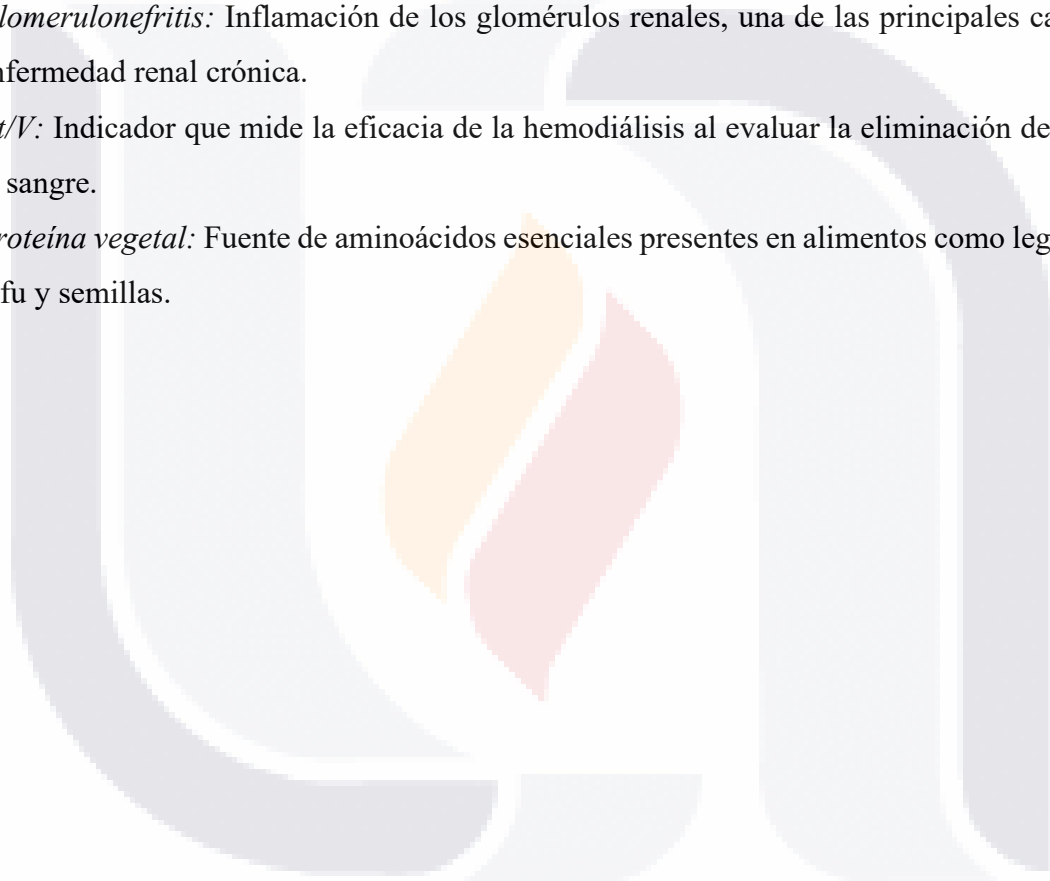 lomerulonefritis: Inflamación de los glomérulos renales, una de las principales ca
nfermedad renal crónica.
t/V: Indicador que mide la eficacia de la hemodiálisis al evaluar la eliminación de
sangre.
roteína vegetal: Fuente de aminoácidos esenciales presentes en alimentos como leg
fu y semillas.